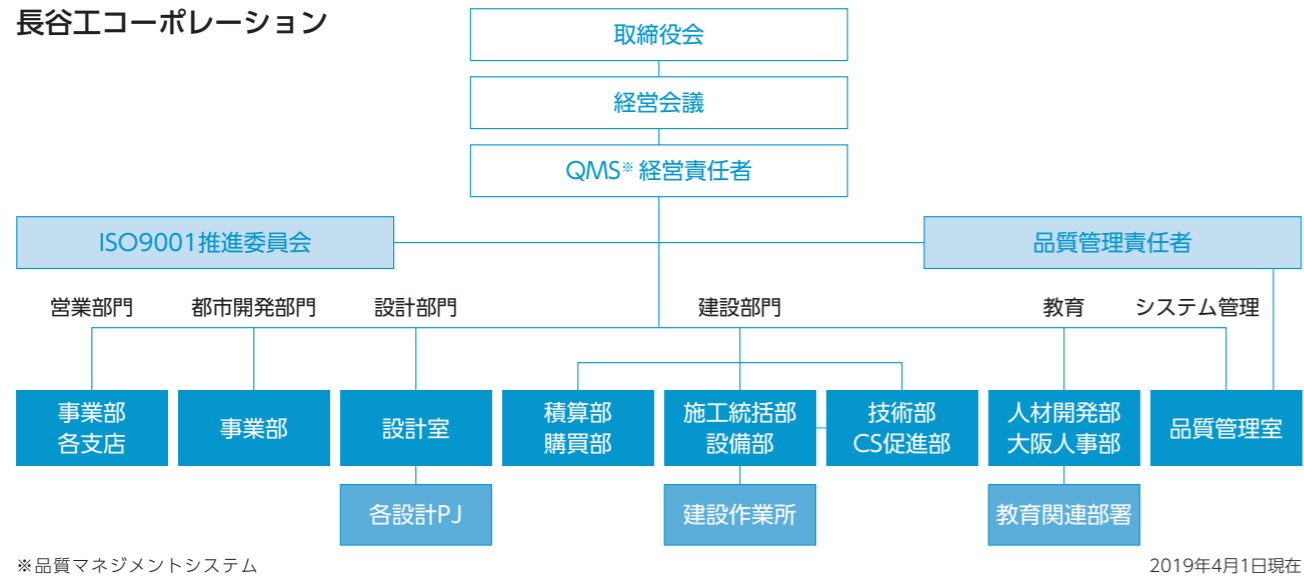 長谷工コーポレーション
取締役会
経営会議
QMS※ 経営責任者
ISO9001推進委員会
品質管理責任者
営業部門
都市開発部門
設計部門
建設部門
教育
システム管理
事業部
各支店
事業部
設計室
積算部
購買部
施工統括部
設備部
技術部
CS促進部
人材開発部
大阪人事部
品質管理室
各設計PJ
建設作業所
教育関連部署
※品質マネジメントシステム
2019年4月1日現在